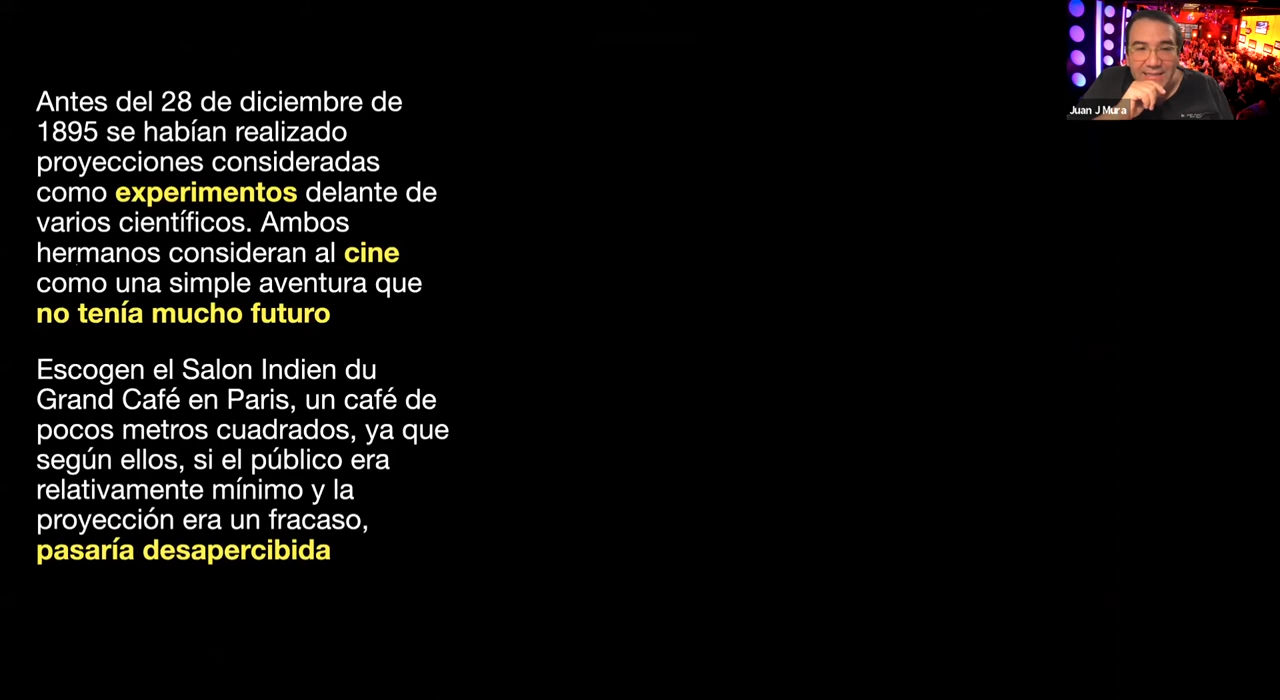 Antes del 28 de diciembre de
1895 se habían realizado
proyecciones consideradas
como experimentos delante de
varios científicos. Ambos
hermanos consideran al cine
como una simple aventura que
no tenía mucho futuro
Escogen el Salon Indien du
Grand Café en Paris, un café de
pocos metros cuadrados, ya que
según ellos, si el público era
relativamente mínimo y la
proyección era un fracaso,
pasaría desapercibida
Juan J Mura